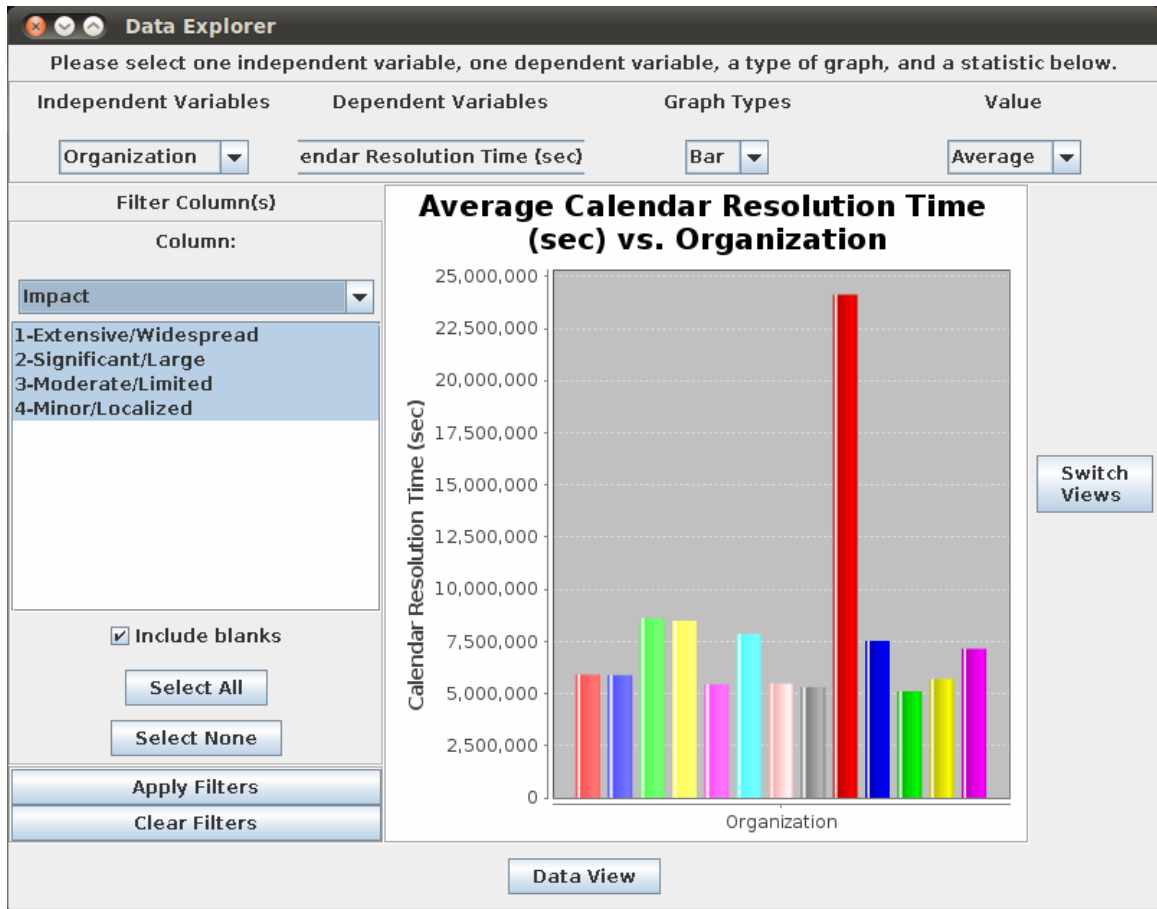 Data Explorer
Please select one independent variable, one dependent variable, a type of graph, and a statistic below.
Independent Variables
Dependent Variables
Graph Types
Value
Organization
endar Resolution Time (sec)
Bar
Average
Filter Column(s)
Column:
Impact
1-Extensive/Widespread
2-Significant/Large
3-Moderate/Limited
4-Minor/Localized
Include blanks
Select All
Select None
Apply Filters
Clear Filters
Average Calendar Resolution Time
(sec) vs. Organization
Calendar Resolution Time (sec)
25,000,000
22,500,000
20,000,000
17,500,000
15,000,000
12,500,000
10,000,000
7,500,000
5,000,000
2,500,000
0
Organization
Switch
Views
Data View